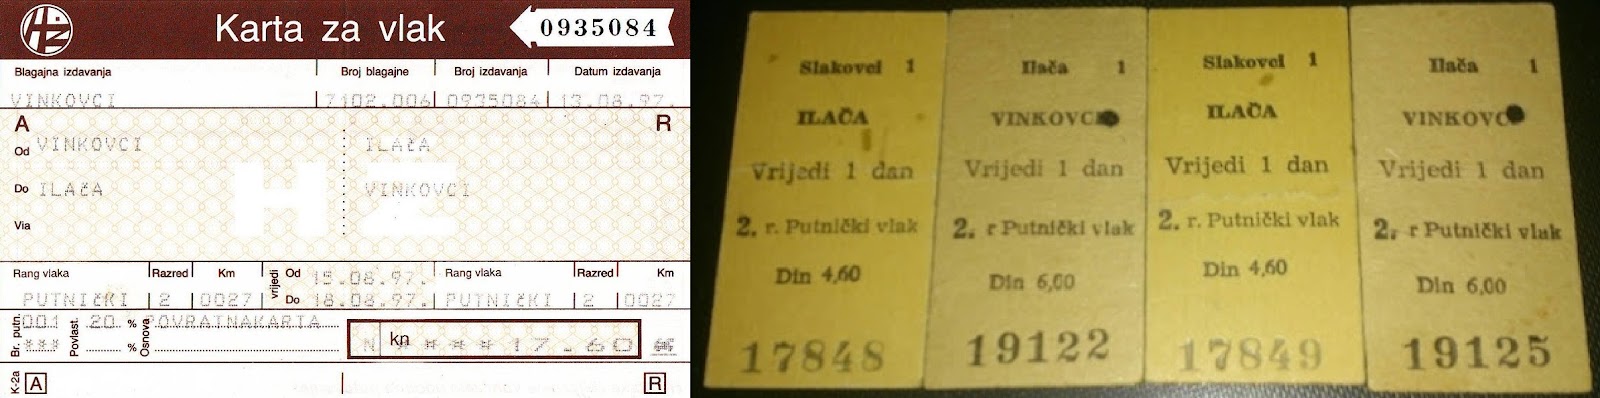 HŽ Karta za vlak 0935084
Blagajna izdavanja Broj blagajne Broj izdavanja Datum izdavanja
VINKOVCI 7102.006 0935084 13.08.97.
A R
Od VINKOVCI ILAČA
Do ILAČA VINKOVCI
Via
HŽ
Rang vlaka Razred Km vrijedi Od 15.08.97. Rang vlaka Razred Km
PUTNIČKI 2 0027 Do 18.08.97. PUTNIČKI 2 0027
Br. putn. 001 Povlast. 20 % Osnova POVRATNAKARTA
*** % kn N ****17.60
K-2a A R
Slakovci 1
ILAČA
Vrijedi 1 dan
2. r. Putnički vlak
Din 4,60
17848
Ilača 1
VINKOVCI
Vrijedi 1 dan
2. r Putnički vlak
Din 6,00
19122
Slakovci 1
ILAČA
Vrijedi 1 dan
2. r. Putnički vlak
Din 4,60
17849
Ilača 1
VINKOVC
Vrijedi 1 dan
2. r Putnički vlak
Din 6,00
19125